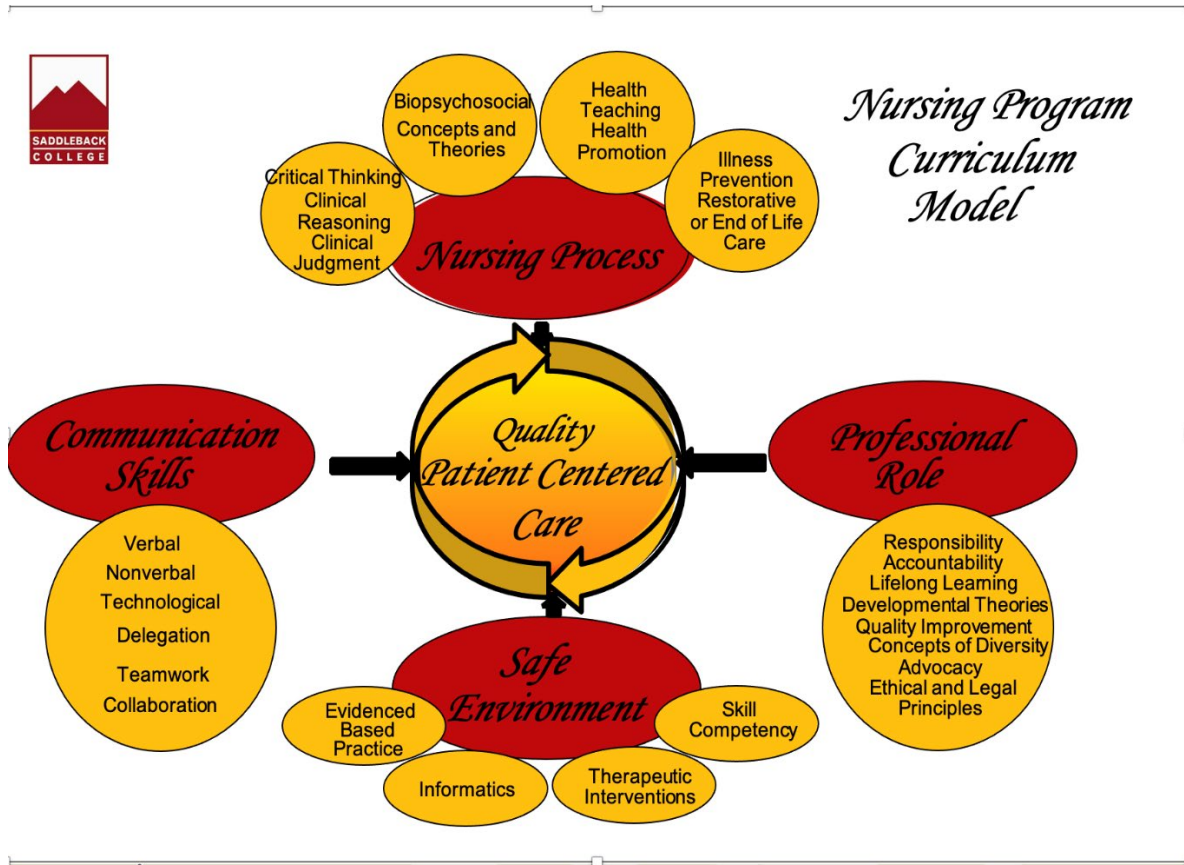 SADDLEBACK
COLLEGE
Nursing Program
Curriculum
Model
Critical Thinking
Clinical
Reasoning
Clinical
Judgment
Biopsychosocial
Concepts and
Theories
Health
Teaching
Health
Promotion
Illness
Prevention
Restorative
or End of Life
Care
Nursing Process
Communication
Skills
Verbal
Nonverbal
Technological
Delegation
Teamwork
Collaboration
Quality
Patient Centered
Care
Professional
Role
Responsibility
Accountability
Lifelong Learning
Developmental Theories
Quality Improvement
Concepts of Diversity
Advocacy
Ethical and Legal
Principles
Safe
Environment
Evidenced
Based
Practice
Informatics
Therapeutic
Interventions
Skill
Competency